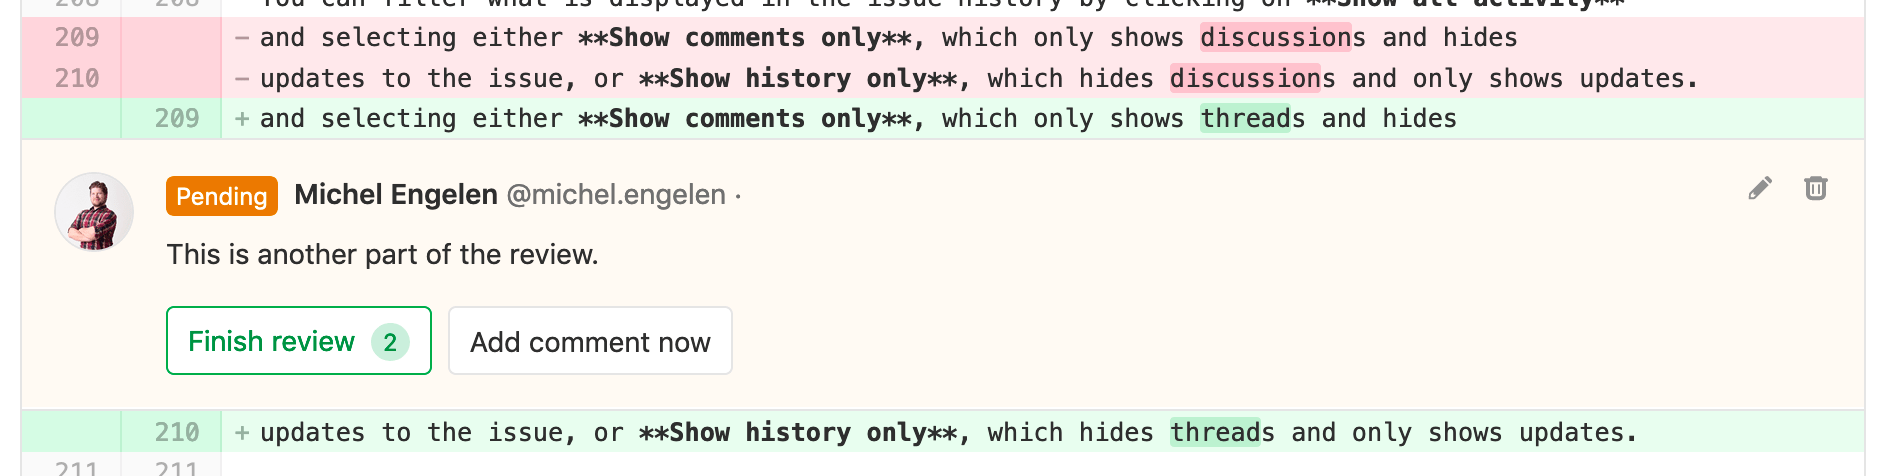 208 208 You can filter what is displayed in the issue history by clicking on **Show all activity**
209 - and selecting either **Show comments only**, which only shows discussions and hides
210 - updates to the issue, or **Show history only**, which hides discussions and only shows updates.
209 + and selecting either **Show comments only**, which only shows threads and hides
Pending Michel Engelen @michel.engelen ·
This is another part of the review.
Finish review 2 Add comment now
210 + updates to the issue, or **Show history only**, which hides threads and only shows updates.
211 211